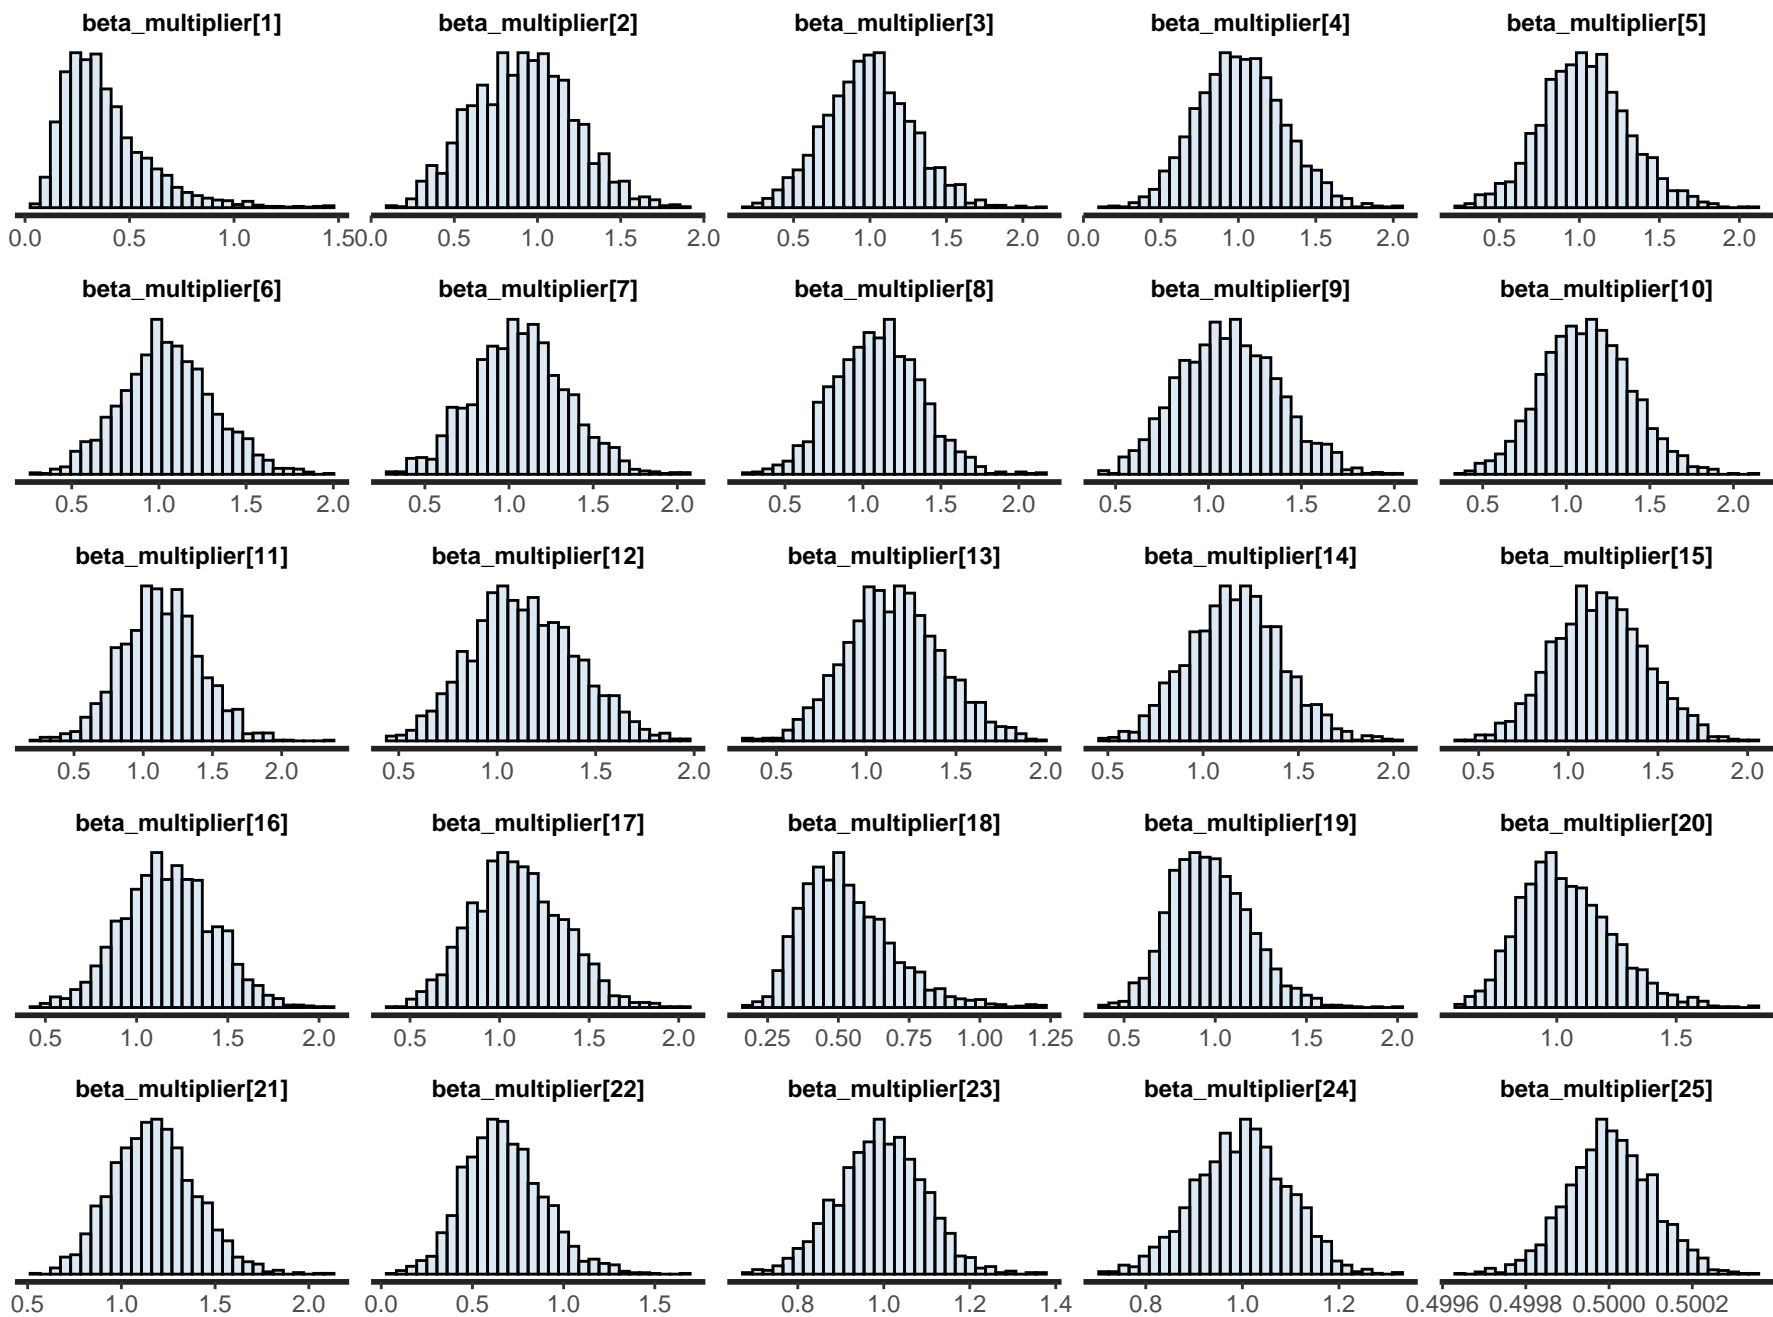 beta_multiplier[1] beta_multiplier[2] beta_multiplier[3] beta_multiplier[4] beta_multiplier[5]
0.0 0.5 1.0 1.5 0.0 0.5 1.0 1.5 2.0 0.5 1.0 1.5 2.0 0.0 0.5 1.0 1.5 2.0 0.5 1.0 1.5 2.0
beta_multiplier[6] beta_multiplier[7] beta_multiplier[8] beta_multiplier[9] beta_multiplier[10]
0.5 1.0 1.5 2.0 0.5 1.0 1.5 2.0 0.5 1.0 1.5 2.0 0.5 1.0 1.5 2.0 0.5 1.0 1.5 2.0
beta_multiplier[11] beta_multiplier[12] beta_multiplier[13] beta_multiplier[14] beta_multiplier[15]
0.5 1.0 1.5 2.0 0.5 1.0 1.5 2.0 0.5 1.0 1.5 2.0 0.5 1.0 1.5 2.0 0.5 1.0 1.5 2.0
beta_multiplier[16] beta_multiplier[17] beta_multiplier[18] beta_multiplier[19] beta_multiplier[20]
0.5 1.0 1.5 2.0 0.5 1.0 1.5 2.0 0.25 0.50 0.75 1.00 1.25 0.5 1.0 1.5 2.0 1.0 1.5
beta_multiplier[21] beta_multiplier[22] beta_multiplier[23] beta_multiplier[24] beta_multiplier[25]
0.5 1.0 1.5 2.0 0.0 0.5 1.0 1.5 0.8 1.0 1.2 1.4 0.8 1.0 1.2 0.4996 0.4998 0.5000 0.5002